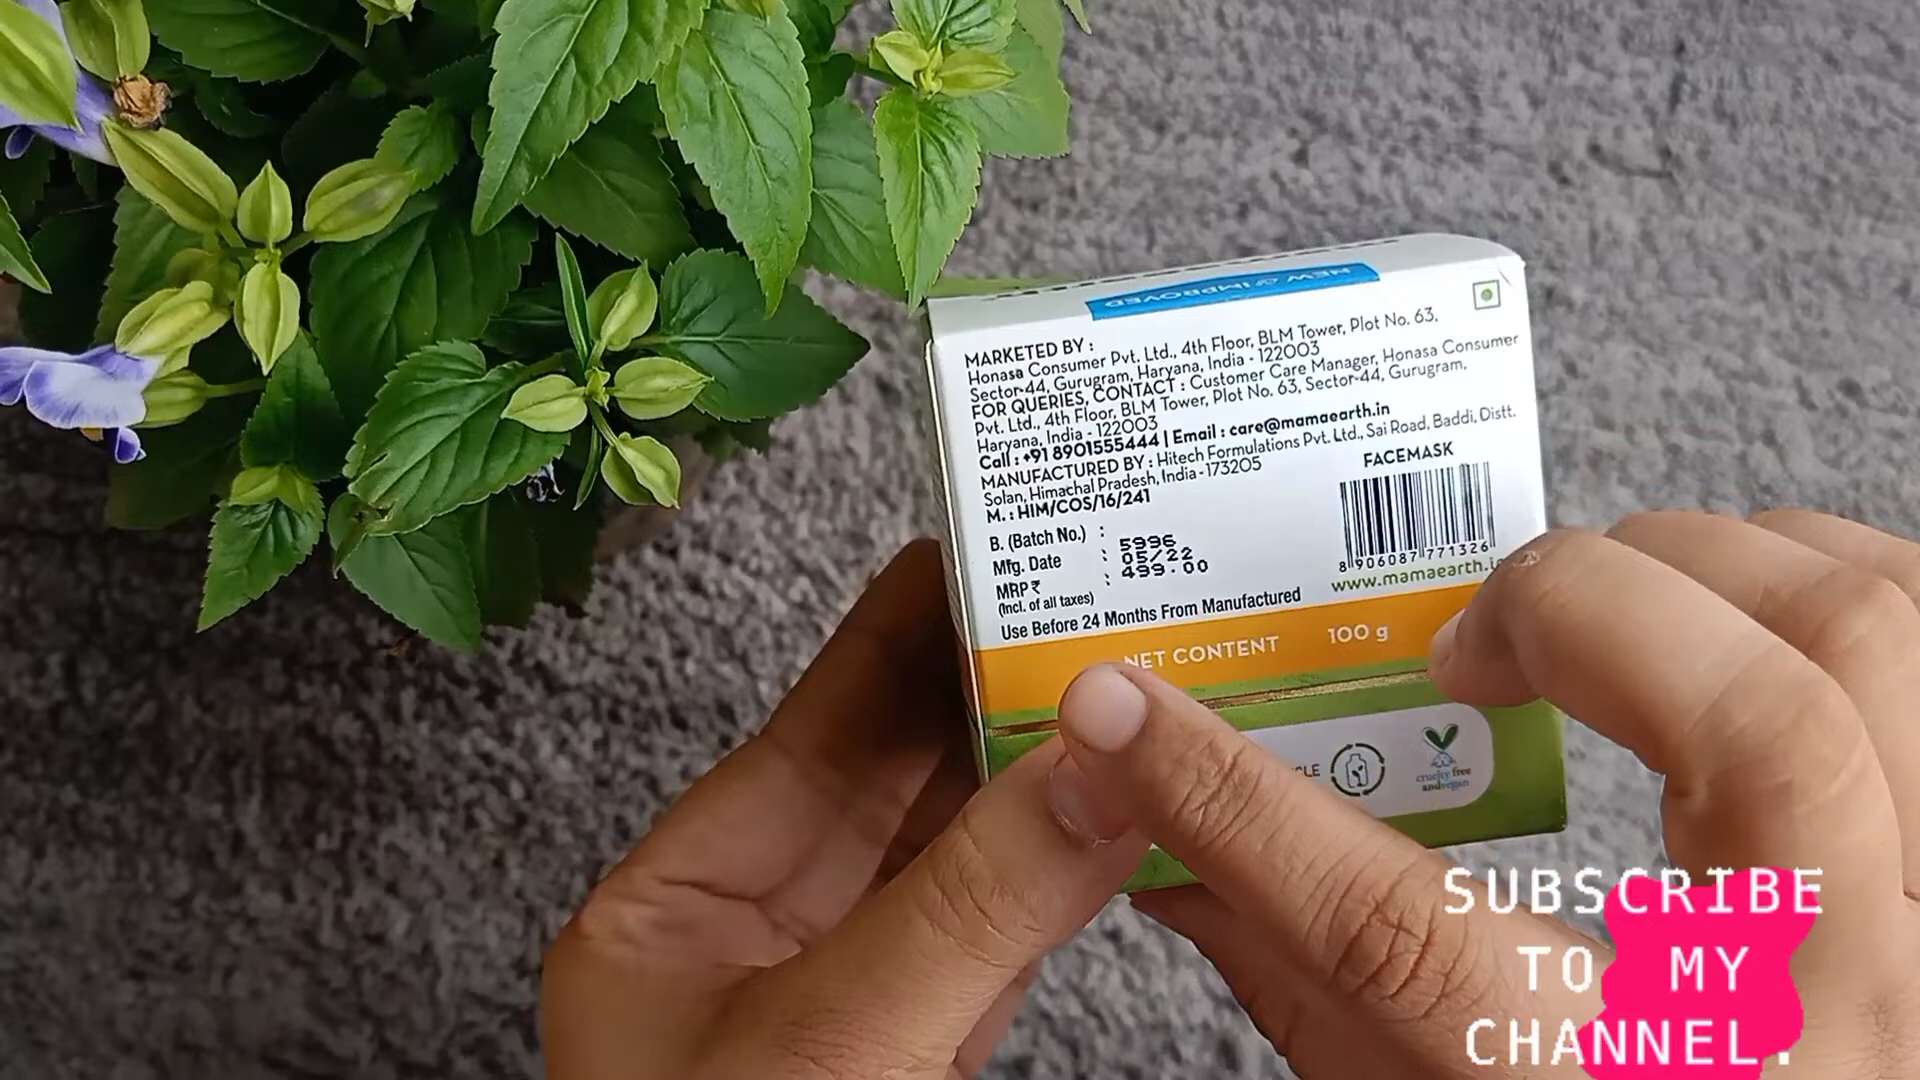 NEW & IMPROVED
MARKETED BY :
Honasa Consumer Pvt. Ltd., 4th Floor, BLM Tower, Plot No. 63,
Sector-44, Gurugram, Haryana, India - 122003
FOR QUERIES, CONTACT : Customer Care Manager, Honasa Consumer
Pvt. Ltd., 4th Floor, BLM Tower, Plot No. 63, Sector-44, Gurugram,
Haryana, India - 122003
Call : +91 8901555444 | Email : care@mamaearth.in
MANUFACTURED BY : Hitech Formulations Pvt. Ltd., Sai Road, Baddi, Distt.
Solan, Himachal Pradesh, India-173205
M. : HIM/COS/16/241
FACEMASK
B. (Batch No.) : 5996
Mfg. Date : 05/22
MRP ₹ : 499.00
(Incl. of all taxes)
8 906087 771326
www.mamaearth.in
Use Before 24 Months From Manufactured
NET CONTENT 100 g
cruelty free
andvegan
SUBSCRIBE
TO MY
CHANNEL.